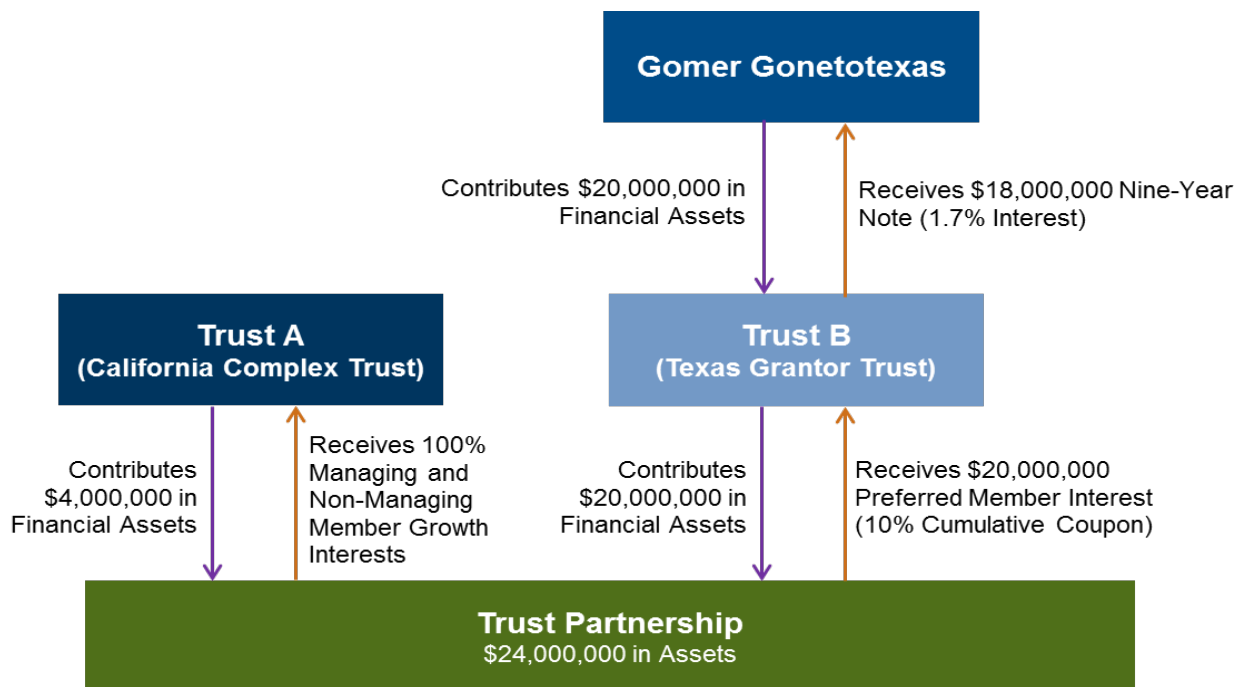 Gomer Gonetotexas
Contributes $20,000,000 in
Financial Assets
Receives $18,000,000 Nine-Year
Note (1.7% Interest)
Trust A
(California Complex Trust)
Trust B
(Texas Grantor Trust)
Contributes
$4,000,000 in
Financial Assets
Receives 100%
Managing and
Non-Managing
Member Growth
Interests
Contributes
$20,000,000 in
Financial Assets
Receives $20,000,000
Preferred Member Interest
(10% Cumulative Coupon)
Trust Partnership
$24,000,000 in Assets